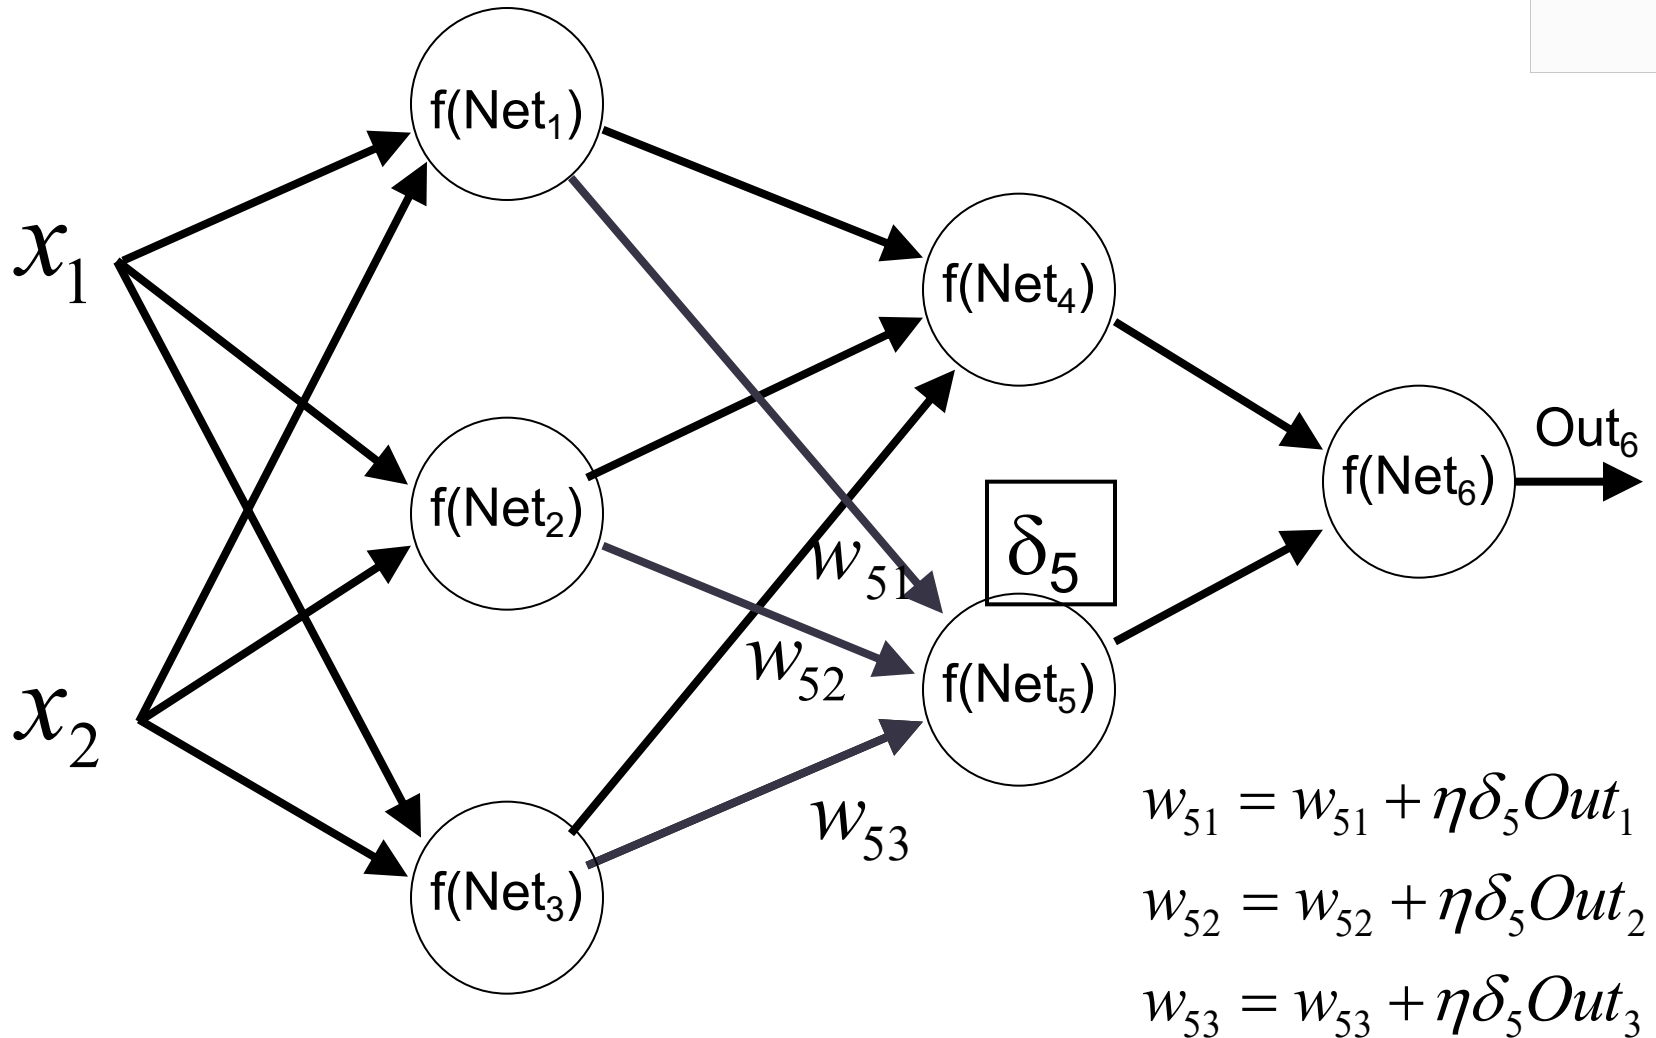 f(Net₁)
x₁
f(Net₄)
Out₆
f(Net₂)
f(Net₆)
δ₅
w₅₁
w₅₂
f(Net₅)
x₂
w₅₃
f(Net₃)
w₅₁ = w₅₁ + ηδ₅Out₁
w₅₂ = w₅₂ + ηδ₅Out₂
w₅₃ = w₅₃ + ηδ₅Out₃